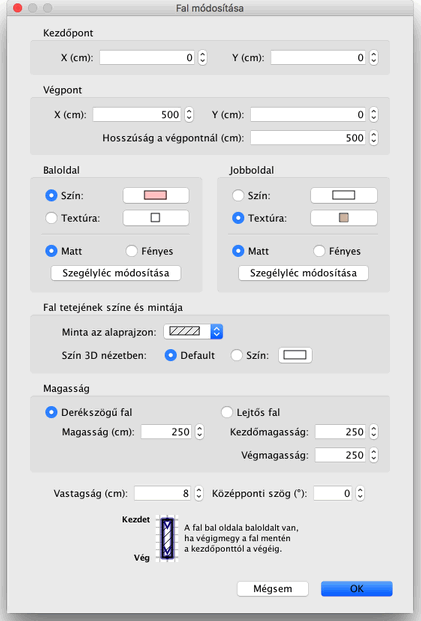 Fal módosítása
Kezdőpont
X (cm): 0 Y (cm): 0
Végpont
X (cm): 500 Y (cm): 0
Hosszúság a végpontnál (cm): 500
Baloldal Jobboldal
Szín: Szín:
Textúra: Textúra:
Matt Fényes Matt Fényes
Szegélyléc módosítása Szegélyléc módosítása
Fal tetejének színe és mintája
Minta az alaprajzon:
Szín 3D nézetben: Default Szín:
Magasság
Derékszögű fal Lejtős fal
Magasság (cm): 250 Kezdőmagasság: 250
Végmagasság: 250
Vastagság (cm): 8 Középponti szög (°): 0
Kezdet
A fal bal oldala baloldalt van,
ha végigmegy a fal mentén
a kezdőponttól a végéig.
Vég
Mégsem OK